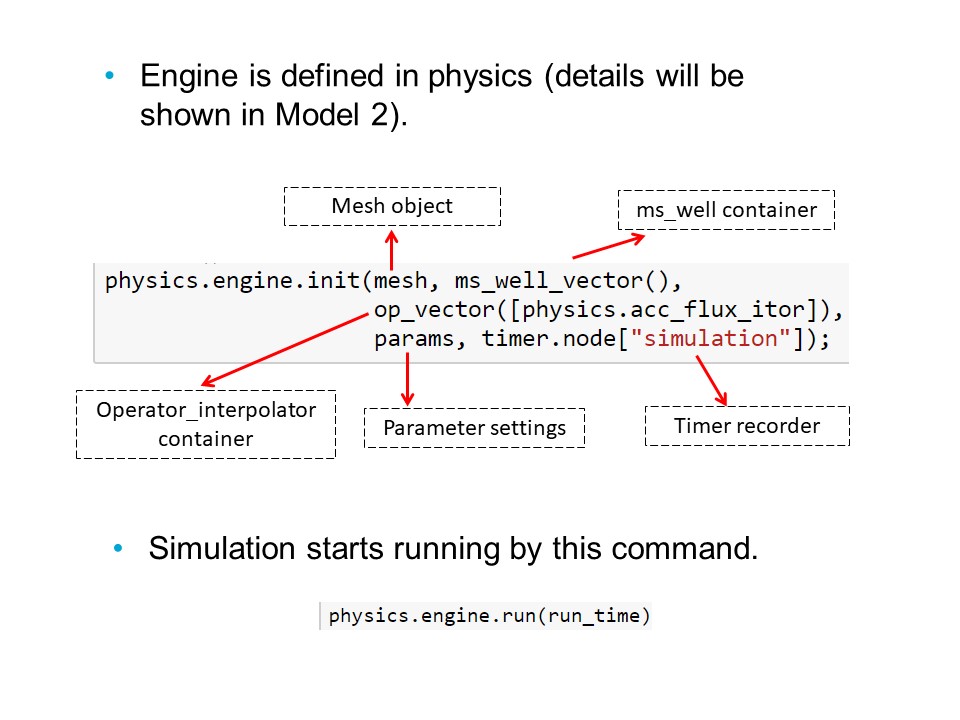 • Engine is defined in physics (details will be
shown in Model 2).
Mesh object
ms_well container
physics.engine.init(mesh, ms_well_vector(),
op_vector([physics.acc_flux_itor]),
params, timer.node["simulation"]);
Operator_interpolator
container
Parameter settings
Timer recorder
• Simulation starts running by this command.
physics.engine.run(run_time)